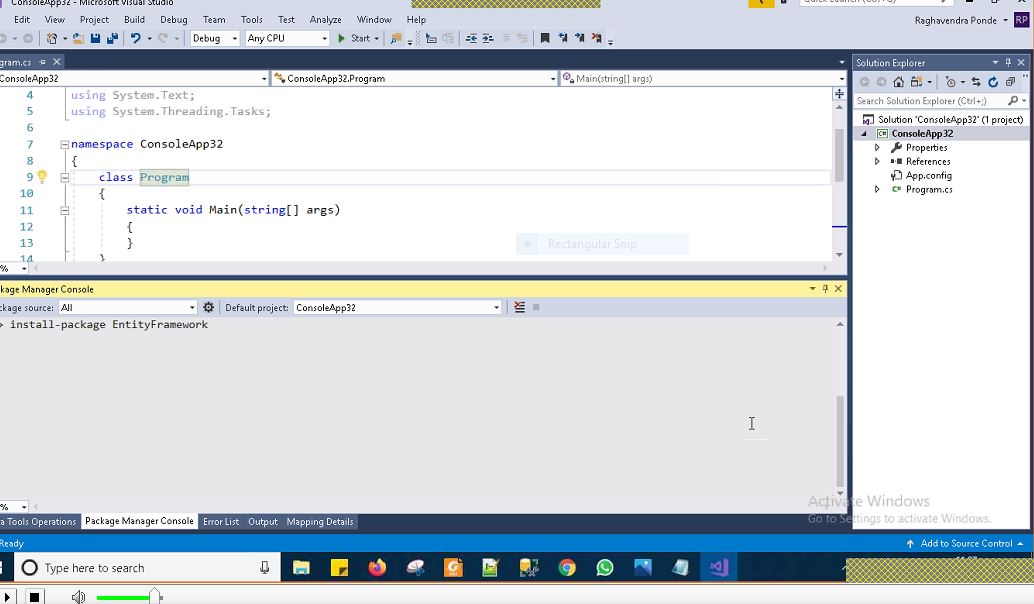 ConsoleApp32 - Microsoft Visual Studio
Quick Launch (Ctrl+Q)
Edit View Project Build Debug Team Tools Test Analyze Window Help
Raghavendra Ponde RP
Debug Any CPU Start
gram.cs
ConsoleApp32 ConsoleApp32.Program Main(string[] args)
4 using System.Text;
5 using System.Threading.Tasks;
6
7 namespace ConsoleApp32
8 {
9 class Program
10 {
11 static void Main(string[] args)
12 {
13 }
14 }
Rectangular Snip
%
Solution Explorer
Search Solution Explorer (Ctrl+;)
Solution 'ConsoleApp32' (1 project)
C# ConsoleApp32
Properties
References
App.config
C# Program.cs
kage Manager Console
ckage source: All Default project: ConsoleApp32
> install-package EntityFramework
%
Activate Windows
Go to Settings to activate Windows.
a Tools Operations Package Manager Console Error List Output Mapping Details
Ready Add to Source Control
Type here to search